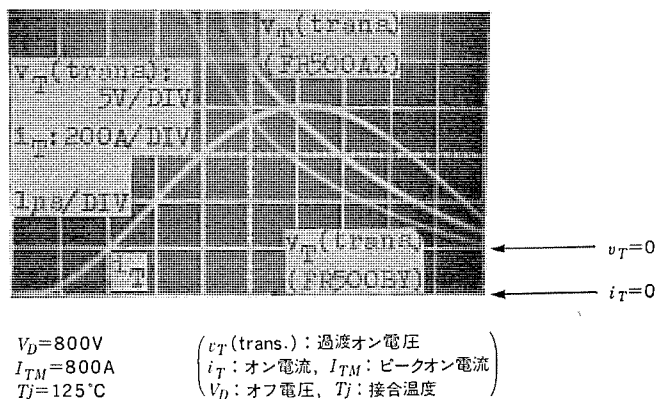 v_T(trans)
(FH500AX)
v_T(trans):
5V/DIV
i_T:200A/DIV
1μs/DIV
i_T
v_T(trans)
(FR500BY)
v_T=0
i_T=0
V_D=800V
I_TM=800A
Tj=125°C
v_T(trans.):過渡オン電圧
i_T:オン電流, I_TM:ピークオン電流
V_D:オフ電圧, Tj:接合温度